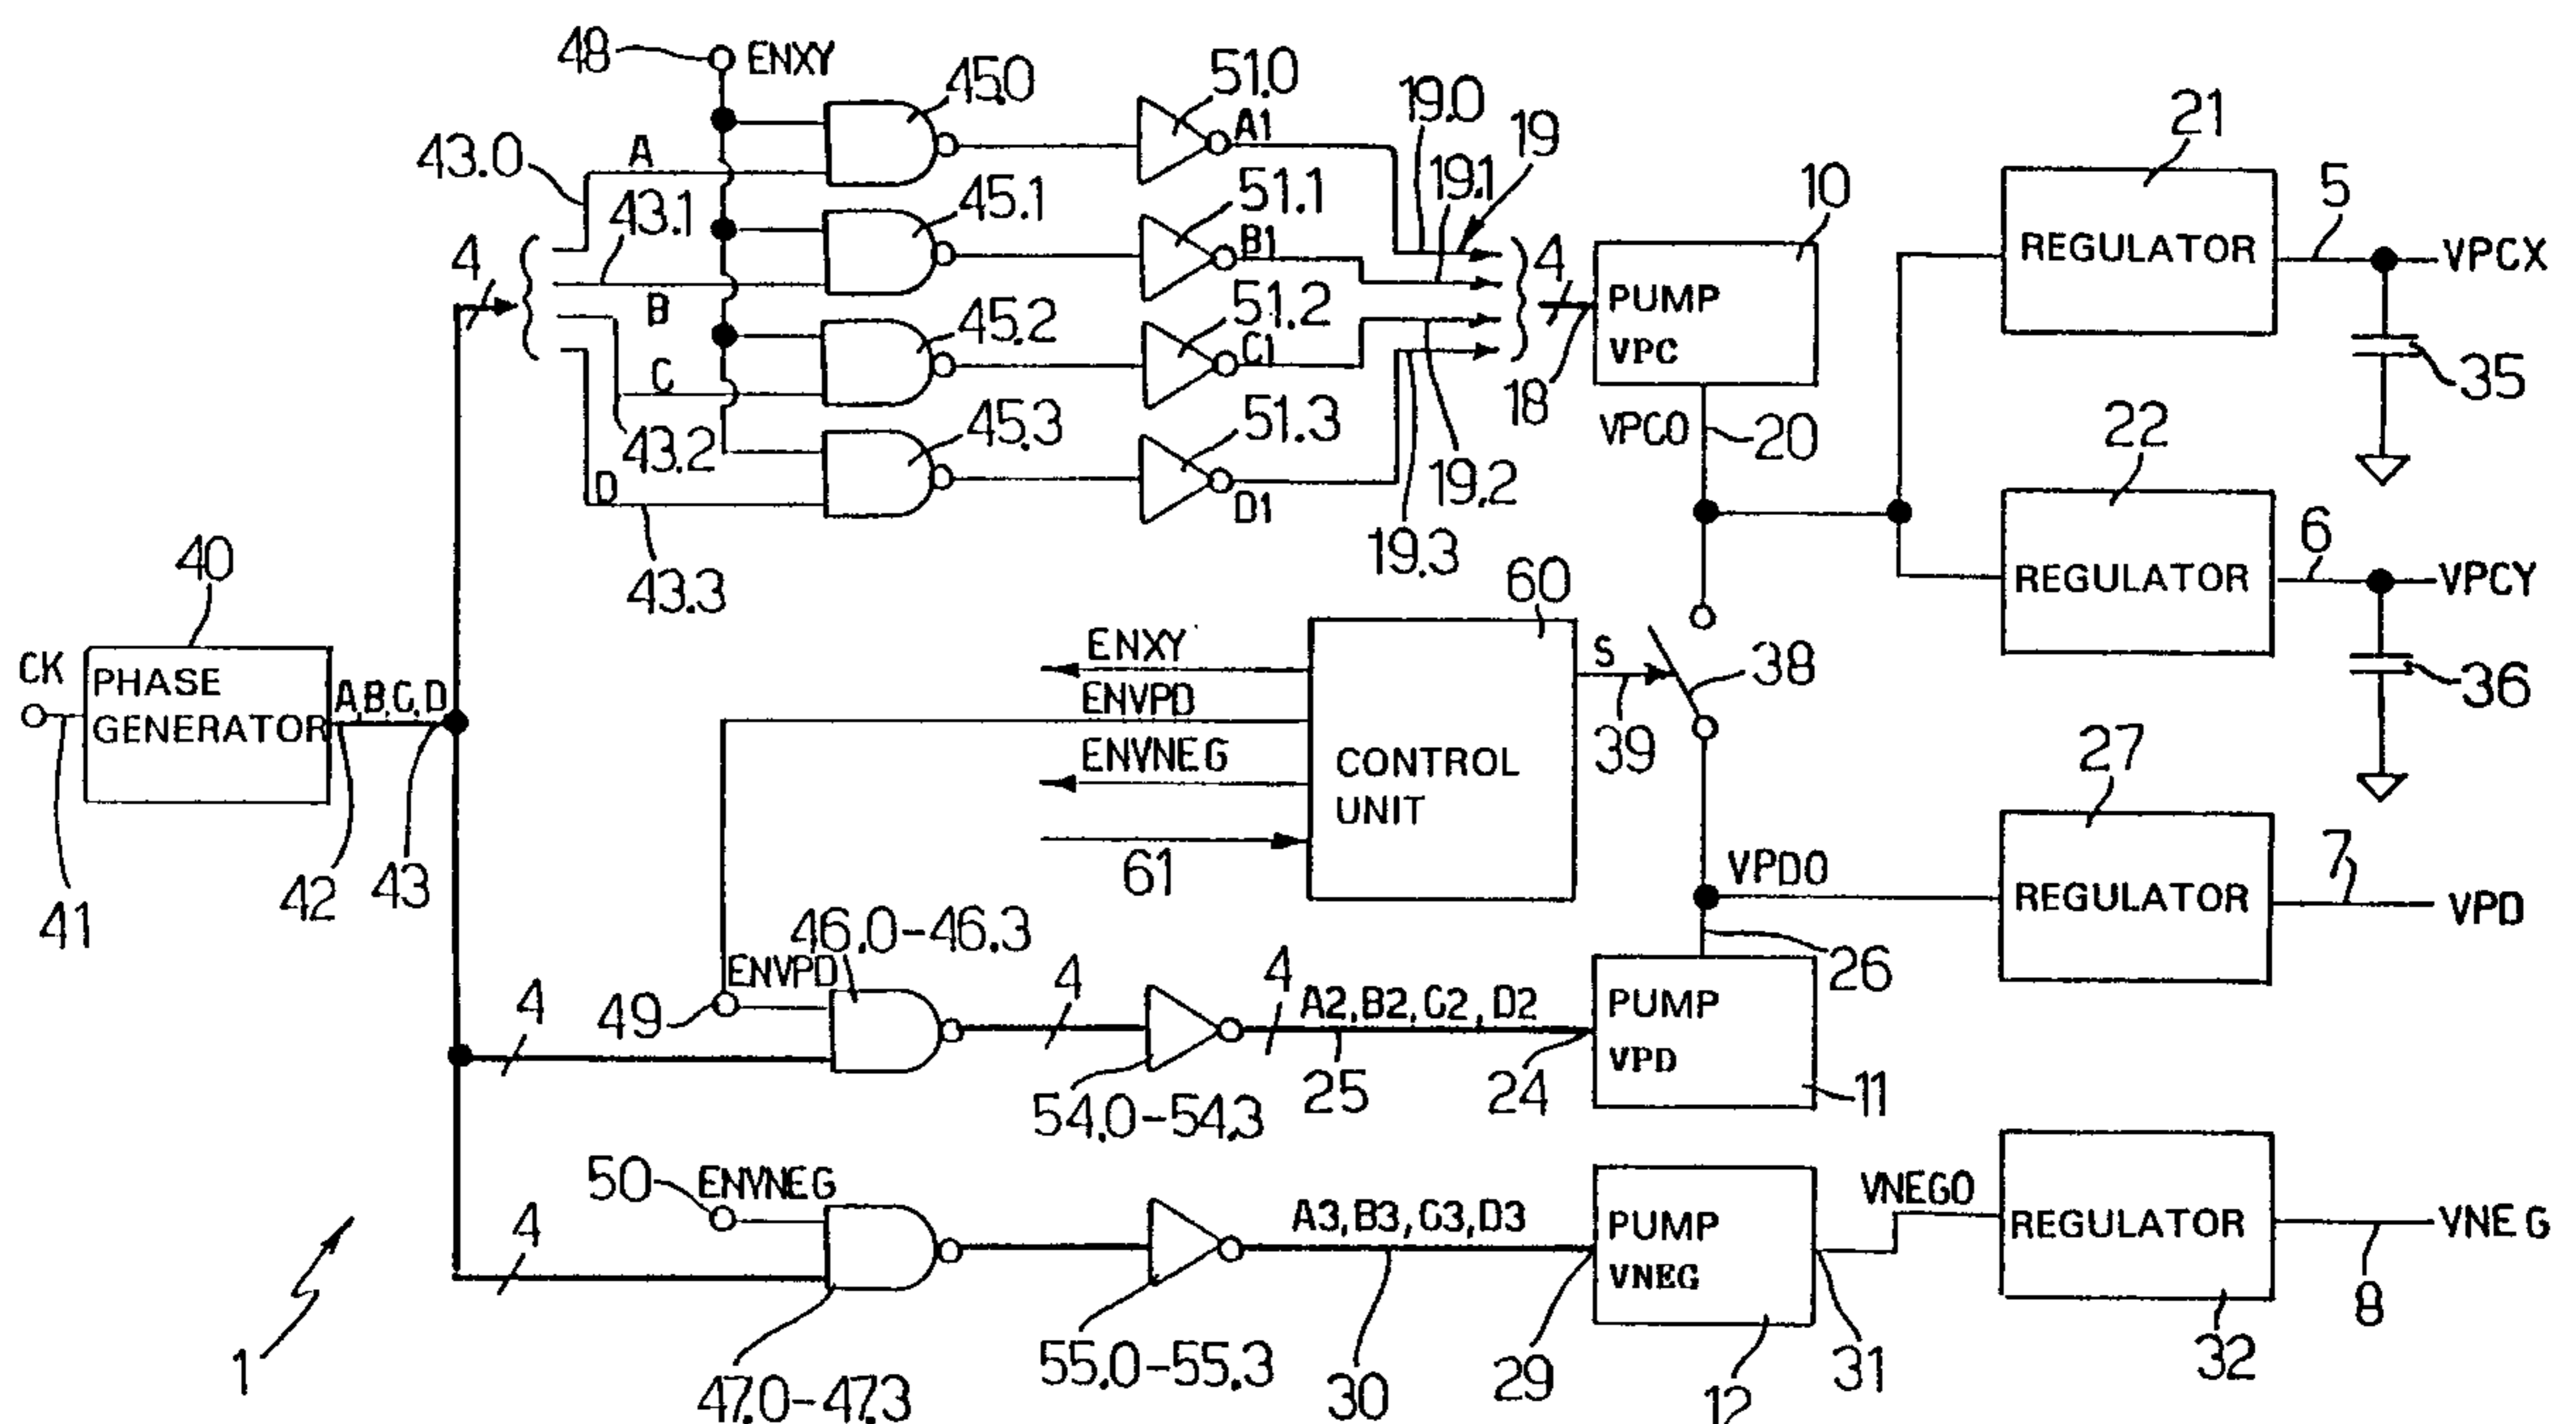 48
ENXY
45.0
51.0
A1
19.0
19
21
43.0
A
43.1
45.1
51.1
19.1
10
REGULATOR
5
VPCX
4
B
B1
4
PUMP
VPC
45.2
51.2
C1
35
C
43.2
45.3
51.3
18
VPCO
20
22
D
D1
19.2
19.3
43.3
REGULATOR
6
VPCY
36
40
CK
PHASE
GENERATOR
A,B,C,D
41
42
43
ENXY
ENVPD
ENVNEG
61
60
CONTROL
UNIT
S
39
38
27
VPDO
REGULATOR
7
VPD
46.0-46.3
ENVPD
49
4
4
4
A2,B2,C2,D2
25
24
26
PUMP
VPD
11
54.0-54.3
50
ENVNEG
4
A3,B3,C3,D3
PUMP
VNEG
VNEGO
REGULATOR
VNEG
8
1
47.0-47.3
55.0-55.3
30
29
12
31
32